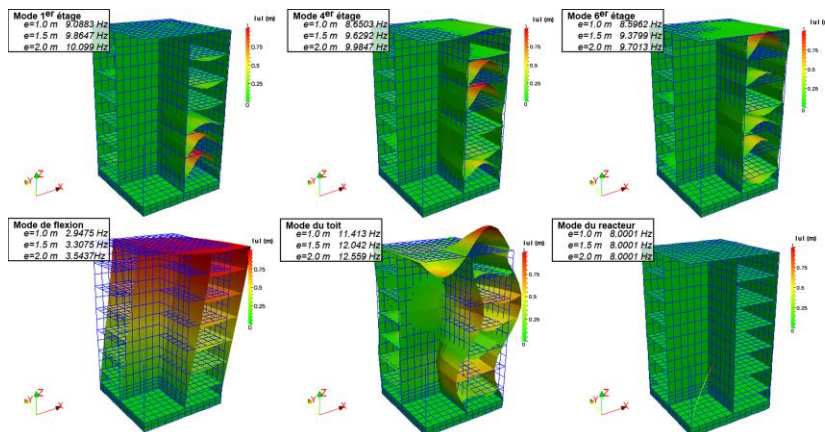 Mode 1er étage
e=1.0 m 9.0883 Hz
e=1.5 m 9.8647 Hz
e=2.0 m 10.099 Hz
|u| (m)
0.75
0.5
0.25
0
Z
Y
X
Mode 4er étage
e=1.0 m 8.6503 Hz
e=1.5 m 9.6292 Hz
e=2.0 m 9.9847 Hz
|u| (m)
0.75
0.5
0.25
0
Z
Y
X
Mode 6er étage
e=1.0 m 8.5962 Hz
e=1.5 m 9.3799 Hz
e=2.0 m 9.7013 Hz
|u| (m)
0.75
0.5
0.25
0
Z
Y
X
Mode de flexion
e=1.0 m 2.9475 Hz
e=1.5 m 3.3075 Hz
e=2.0 m 3.5437 Hz
|u| (m)
0.75
0.5
0.25
Z
Y
X
Mode du toit
e=1.0 m 11.413 Hz
e=1.5 m 12.042 Hz
e=2.0 m 12.559 Hz
|u| (m)
0.75
0.5
0.25
0
Z
Y
X
Mode du reacteur
e=1.0 m 8.0001 Hz
e=1.5 m 8.0001 Hz
e=2.0 m 8.0001 Hz
|u| (m)
0.75
0.5
0.25
0
Z
Y
X